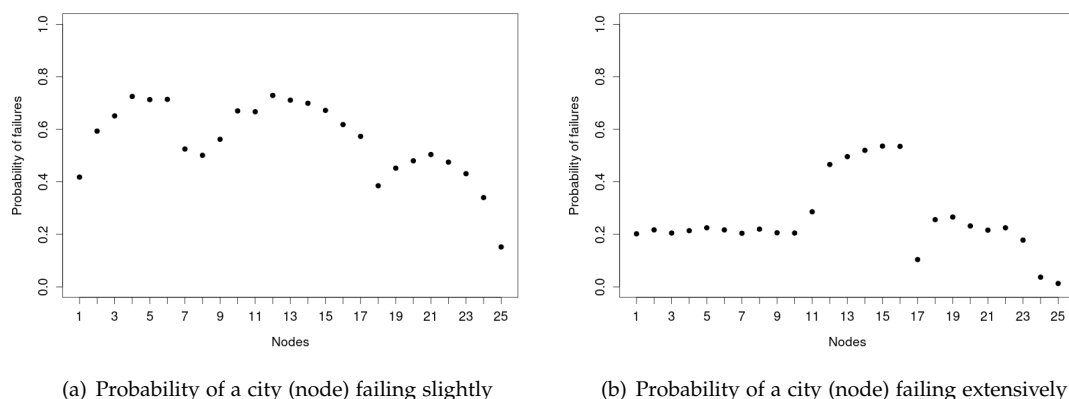 1.0
0.8
0.6
0.4
0.2
0.0
Probability of failures
1 3 5 7 9 11 13 15 17 19 21 23 25
Nodes
(a) Probability of a city (node) failing slightly
1.0
0.8
0.6
0.4
0.2
0.0
Probability of failures
1 3 5 7 9 11 13 15 17 19 21 23 25
Nodes
(b) Probability of a city (node) failing extensively